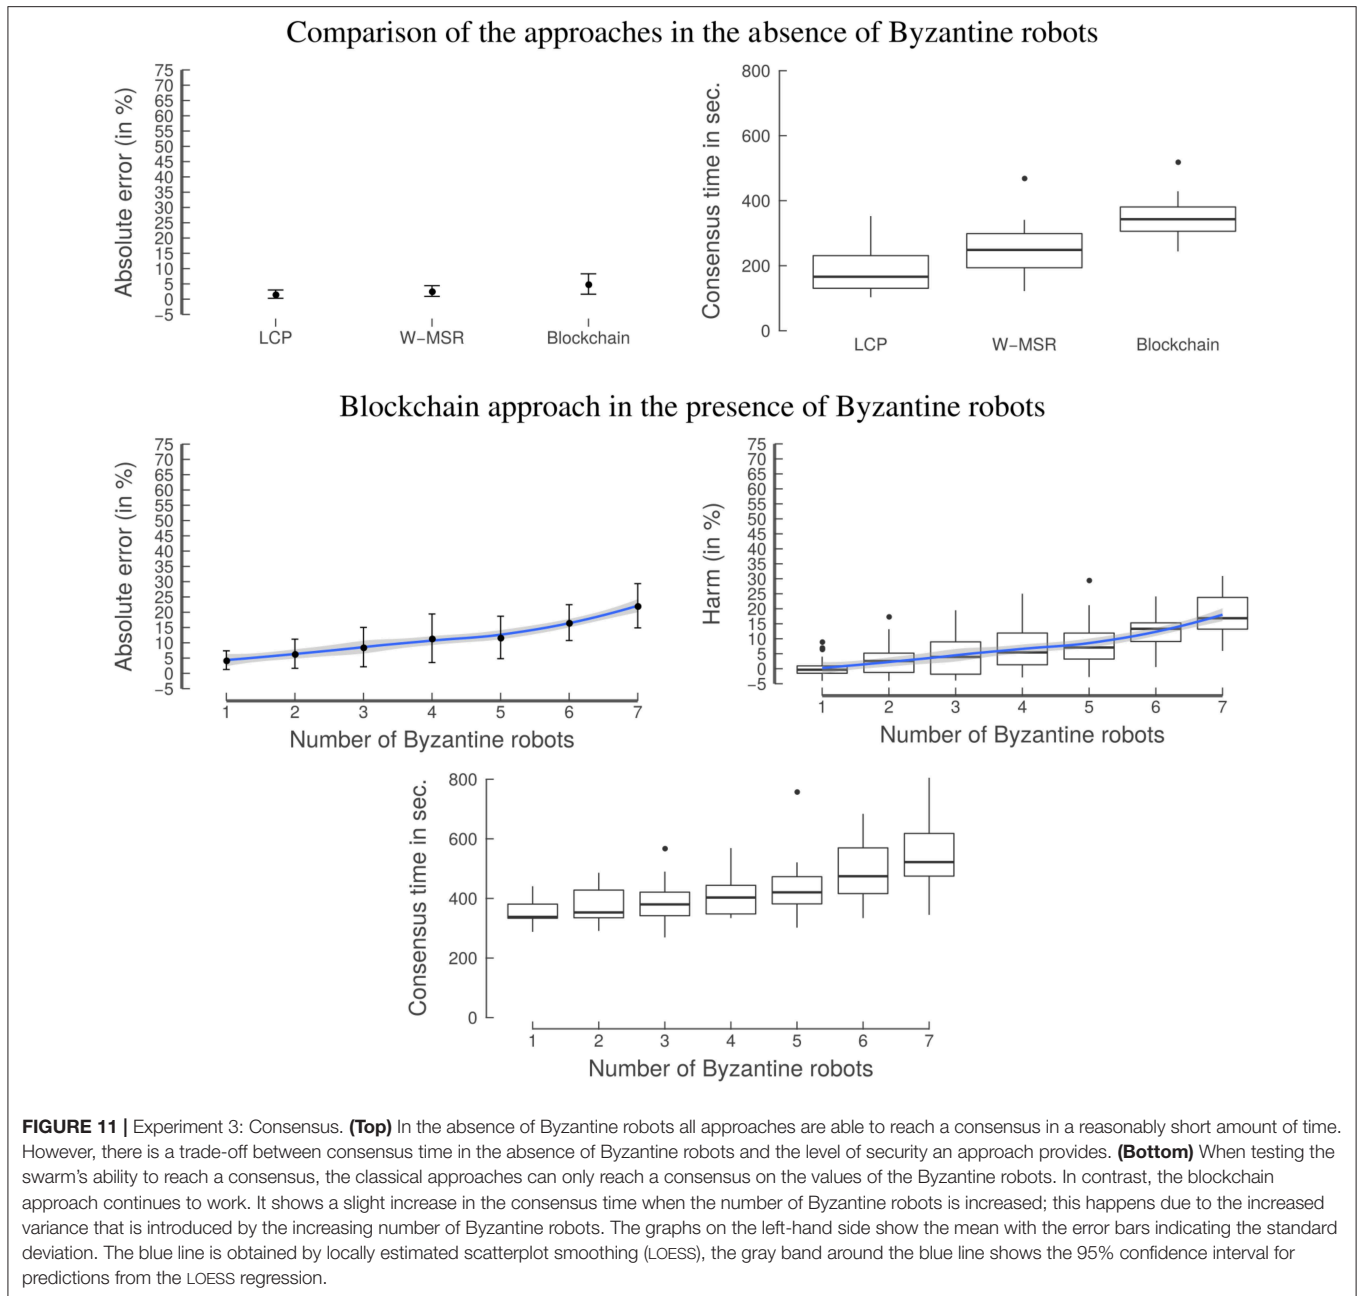 Comparison of the approaches in the absence of Byzantine robots
Absolute error (in %)
75
70
65
60
55
50
45
40
35
30
25
20
15
10
5
0
−5
LCP
W−MSR
Blockchain
Consensus time in sec.
800
600
400
200
0
LCP
W−MSR
Blockchain
Blockchain approach in the presence of Byzantine robots
Absolute error (in %)
75
70
65
60
55
50
45
40
35
30
25
20
15
10
5
0
−5
1 2 3 4 5 6 7
Number of Byzantine robots
Harm (in %)
75
70
65
60
55
50
45
40
35
30
25
20
15
10
5
0
−5
1 2 3 4 5 6 7
Number of Byzantine robots
Consensus time in sec.
800
600
400
200
0
1 2 3 4 5 6 7
Number of Byzantine robots
FIGURE 11 | Experiment 3: Consensus. (Top) In the absence of Byzantine robots all approaches are able to reach a consensus in a reasonably short amount of time.
However, there is a trade-off between consensus time in the absence of Byzantine robots and the level of security an approach provides. (Bottom) When testing the
swarm's ability to reach a consensus, the classical approaches can only reach a consensus on the values of the Byzantine robots. In contrast, the blockchain
approach continues to work. It shows a slight increase in the consensus time when the number of Byzantine robots is increased; this happens due to the increased
variance that is introduced by the increasing number of Byzantine robots. The graphs on the left-hand side show the mean with the error bars indicating the standard
deviation. The blue line is obtained by locally estimated scatterplot smoothing (LOESS), the gray band around the blue line shows the 95% confidence interval for
predictions from the LOESS regression.